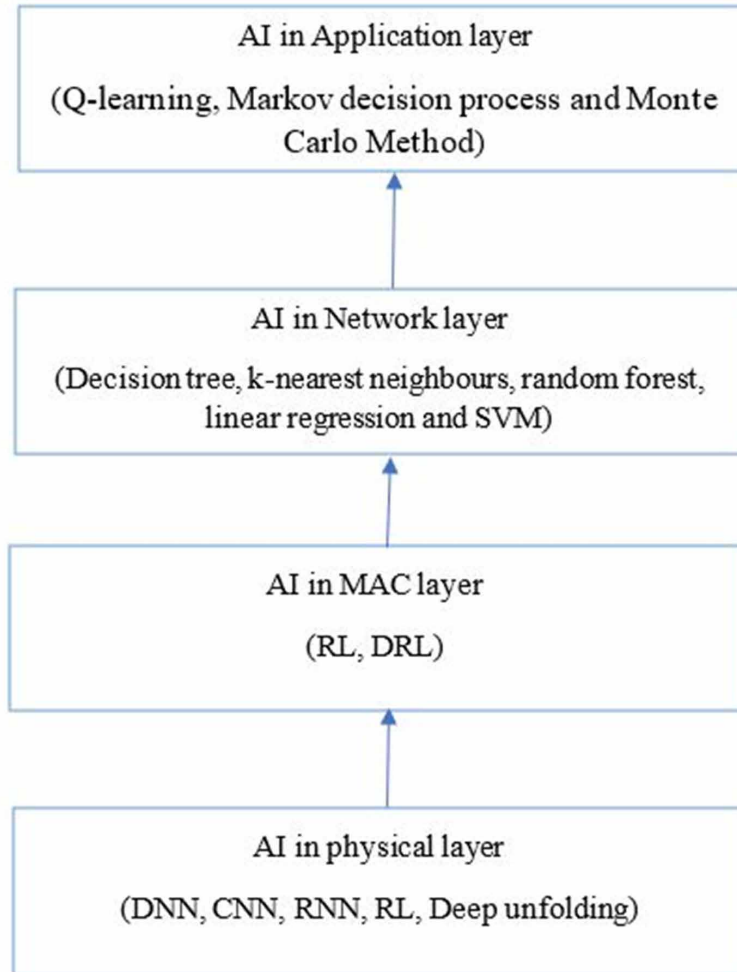 AI in Application layer
(Q-learning, Markov decision process and Monte
Carlo Method)
AI in Network layer
(Decision tree, k-nearest neighbours, random forest,
linear regression and SVM)
AI in MAC layer
(RL, DRL)
AI in physical layer
(DNN, CNN, RNN, RL, Deep unfolding)